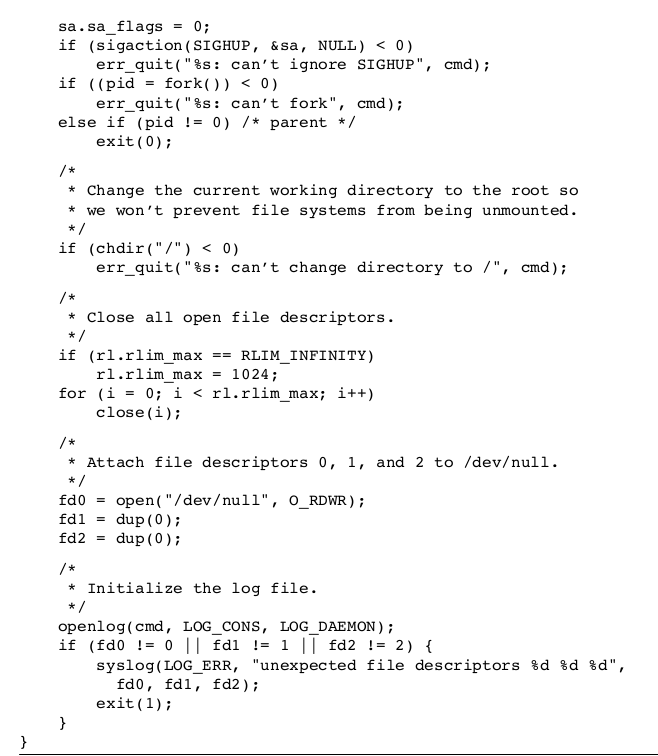 sa.sa_flags = 0;
    if (sigaction(SIGHUP, &sa, NULL) < 0)
        err_quit("%s: can’t ignore SIGHUP", cmd);
    if ((pid = fork()) < 0)
        err_quit("%s: can’t fork", cmd);
    else if (pid != 0) /* parent */
        exit(0);

    /*
     * Change the current working directory to the root so
     * we won’t prevent file systems from being unmounted.
     */
    if (chdir("/") < 0)
        err_quit("%s: can’t change directory to /", cmd);

    /*
     * Close all open file descriptors.
     */
    if (rl.rlim_max == RLIM_INFINITY)
        rl.rlim_max = 1024;
    for (i = 0; i < rl.rlim_max; i++)
        close(i);

    /*
     * Attach file descriptors 0, 1, and 2 to /dev/null.
     */
    fd0 = open("/dev/null", O_RDWR);
    fd1 = dup(0);
    fd2 = dup(0);

    /*
     * Initialize the log file.
     */
    openlog(cmd, LOG_CONS, LOG_DAEMON);
    if (fd0 != 0 || fd1 != 1 || fd2 != 2) {
        syslog(LOG_ERR, "unexpected file descriptors %d %d %d",
          fd0, fd1, fd2);
        exit(1);
    }
}